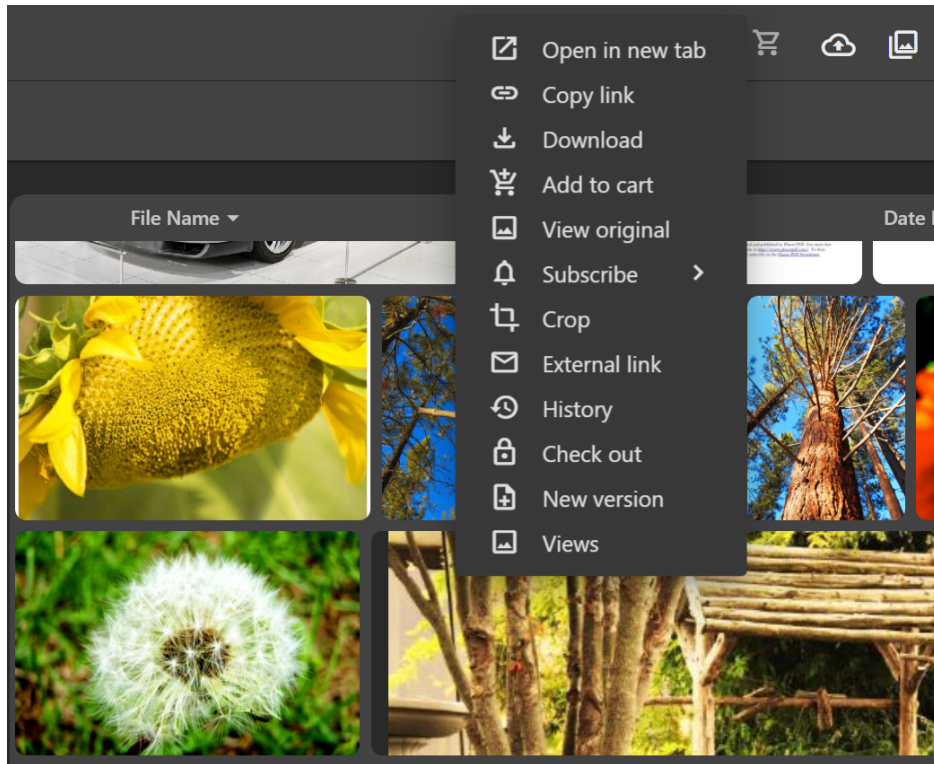 Open in new tab
Copy link
Download
Add to cart
View original
Subscribe
Crop
External link
History
Check out
New version
Views
File Name
Date